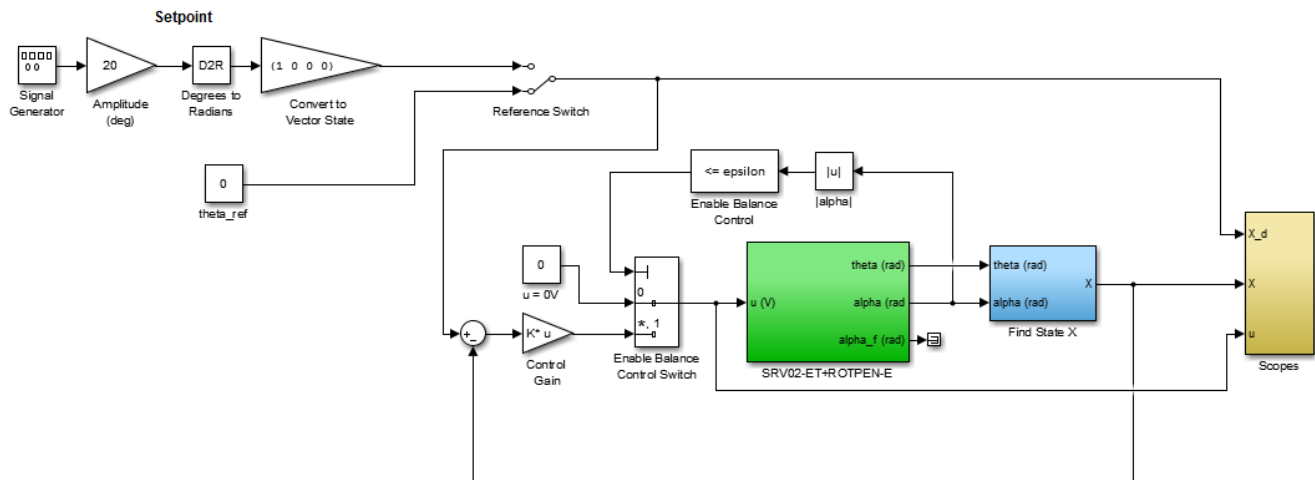 Setpoint
20
D2R
(1 0 0 0)
Signal
Generator
Amplitude
(deg)
Degrees to
Radians
Convert to
Vector State
Reference Switch
0
theta_ref
<= epsilon
Enable Balance
Control
|u|
|alpha|
0
u = 0V
+
-
K* u
Control
Gain
0
*, 1
Enable Balance
Control Switch
u (V)
theta (rad)
alpha (rad
alpha_f (rad)
SRV02-ET+ROTPEN-E
theta (rad)
alpha (rad)
X
Find State X
X_d
X
u
Scopes